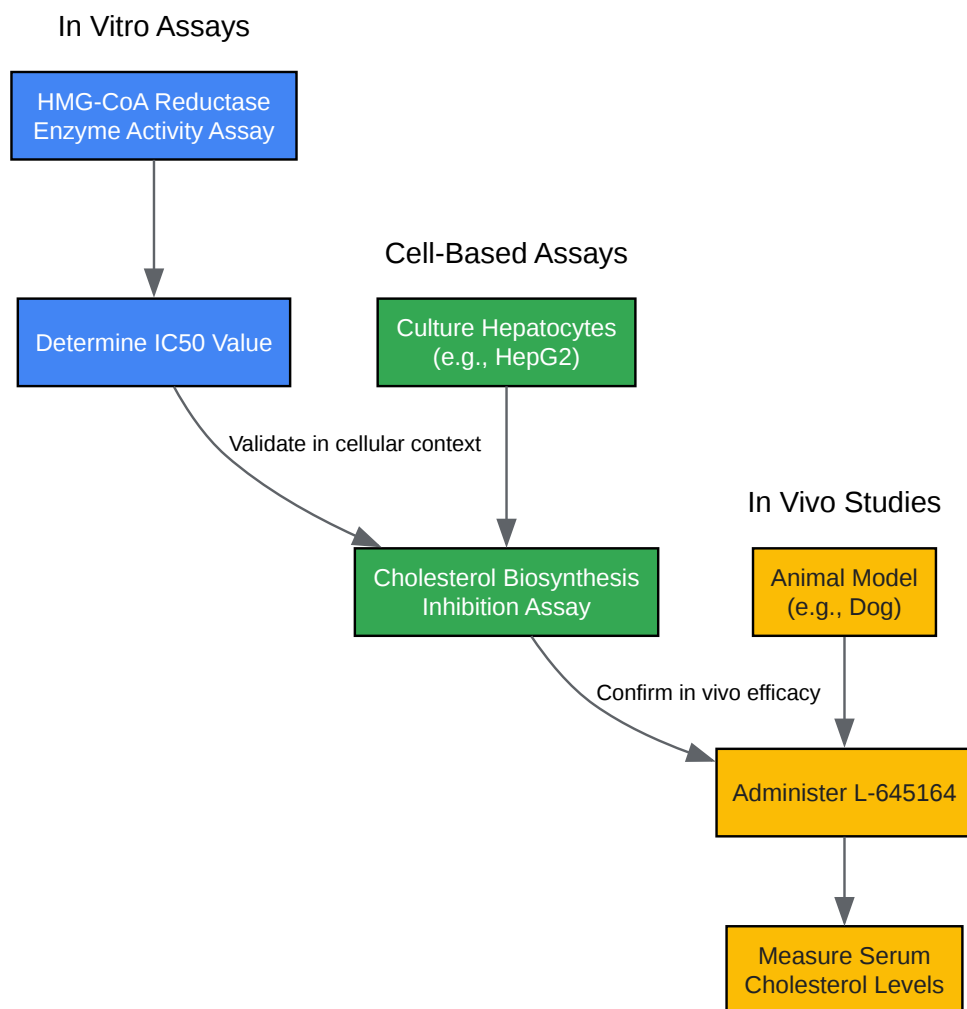 In Vitro Assays
HMG-CoA Reductase
Enzyme Activity Assay
Cell-Based Assays
Determine IC50 Value
Culture Hepatocytes
(e.g., HepG2)
Validate in cellular context
In Vivo Studies
Cholesterol Biosynthesis
Inhibition Assay
Animal Model
(e.g., Dog)
Confirm in vivo efficacy
Administer L-645164
Measure Serum
Cholesterol Levels